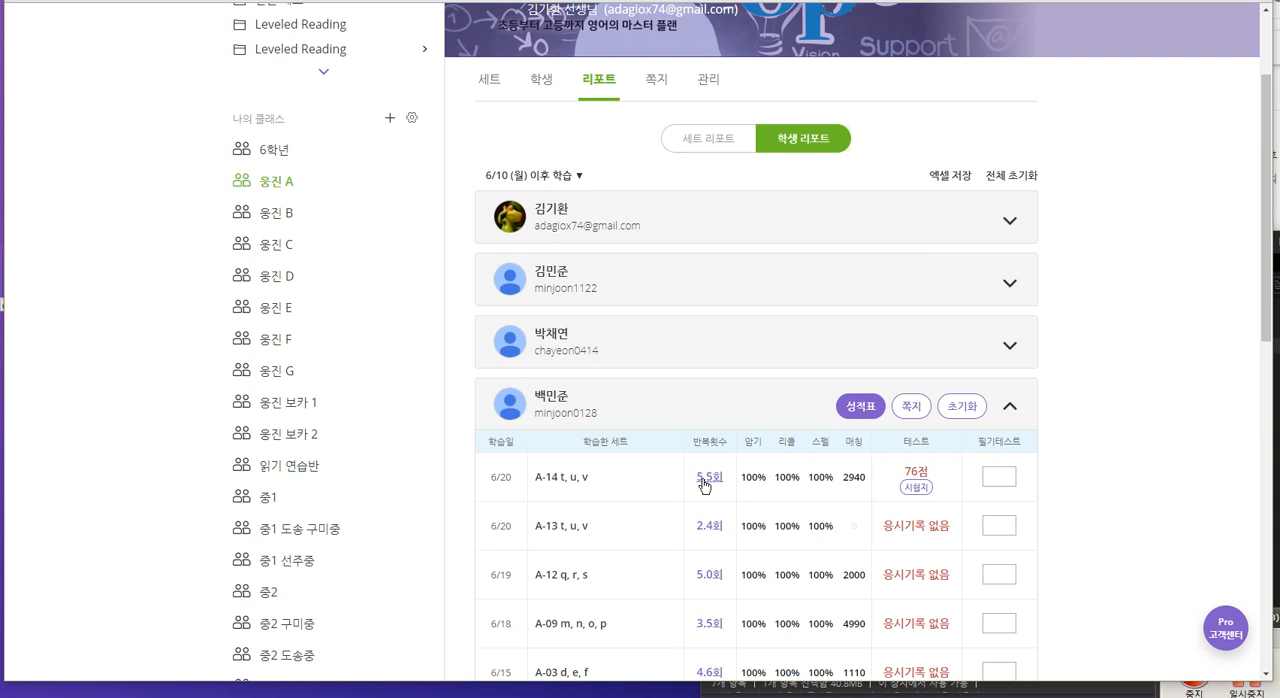 Leveled Reading
Leveled Reading
나의 클래스
6학년
웅진 A
웅진 B
웅진 C
웅진 D
웅진 E
웅진 F
웅진 G
웅진 보카 1
웅진 보카 2
읽기 연습반
중1
중1 도송 구미중
중1 선주중
중2
중2 구미중
중2 도송중
김기환 선생님 (adagiox74@gmail.com)
초등부터 고등까지 영어의 마스터 플랜
Vision
Support
세트 학생 리포트 쪽지 관리
세트 리포트 학생 리포트
6/10 (월) 이후 학습 ▼ 엑셀 저장 전체 초기화
김기환
adagiox74@gmail.com
김민준
minjoon1122
박채연
chayeon0414
백민준
minjoon0128
성적표 쪽지 초기화
학습일 학습한 세트 반복횟수 암기 리콜 스펠 매칭 테스트 필기테스트
6/20 A-14 t, u, v 5.5회 100% 100% 100% 2940 76점
시험지
6/20 A-13 t, u, v 2.4회 100% 100% 100% 0 응시기록 없음
6/19 A-12 q, r, s 5.0회 100% 100% 100% 2000 응시기록 없음
6/18 A-09 m, n, o, p 3.5회 100% 100% 100% 4990 응시기록 없음
6/15 A-03 d, e, f 4.6회 100% 100% 100% 1110 응시기록 없음
Pro
고객센터
중지 일시중지